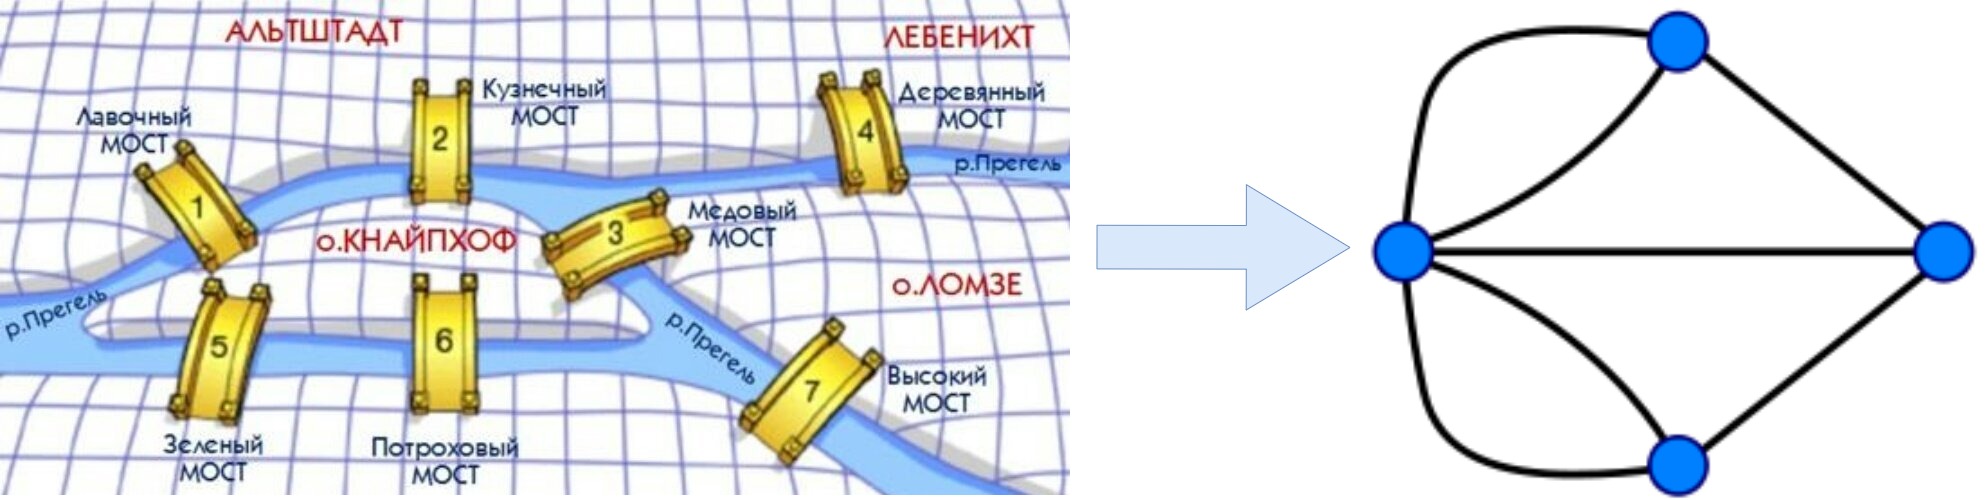 АЛЬТШТАДТ
ЛЕБЕНИХТ
Кузнечный
МОСТ
Деревянный
МОСТ
Лавочный
МОСТ
2
4
р.Прегель
1
Медовый
МОСТ
3
о.КНАЙПХОФ
о.ЛОМЗЕ
р.Прегель
5
6
р.Прегель
7
Высокий
МОСТ
Зеленый
МОСТ
Потроховый
МОСТ